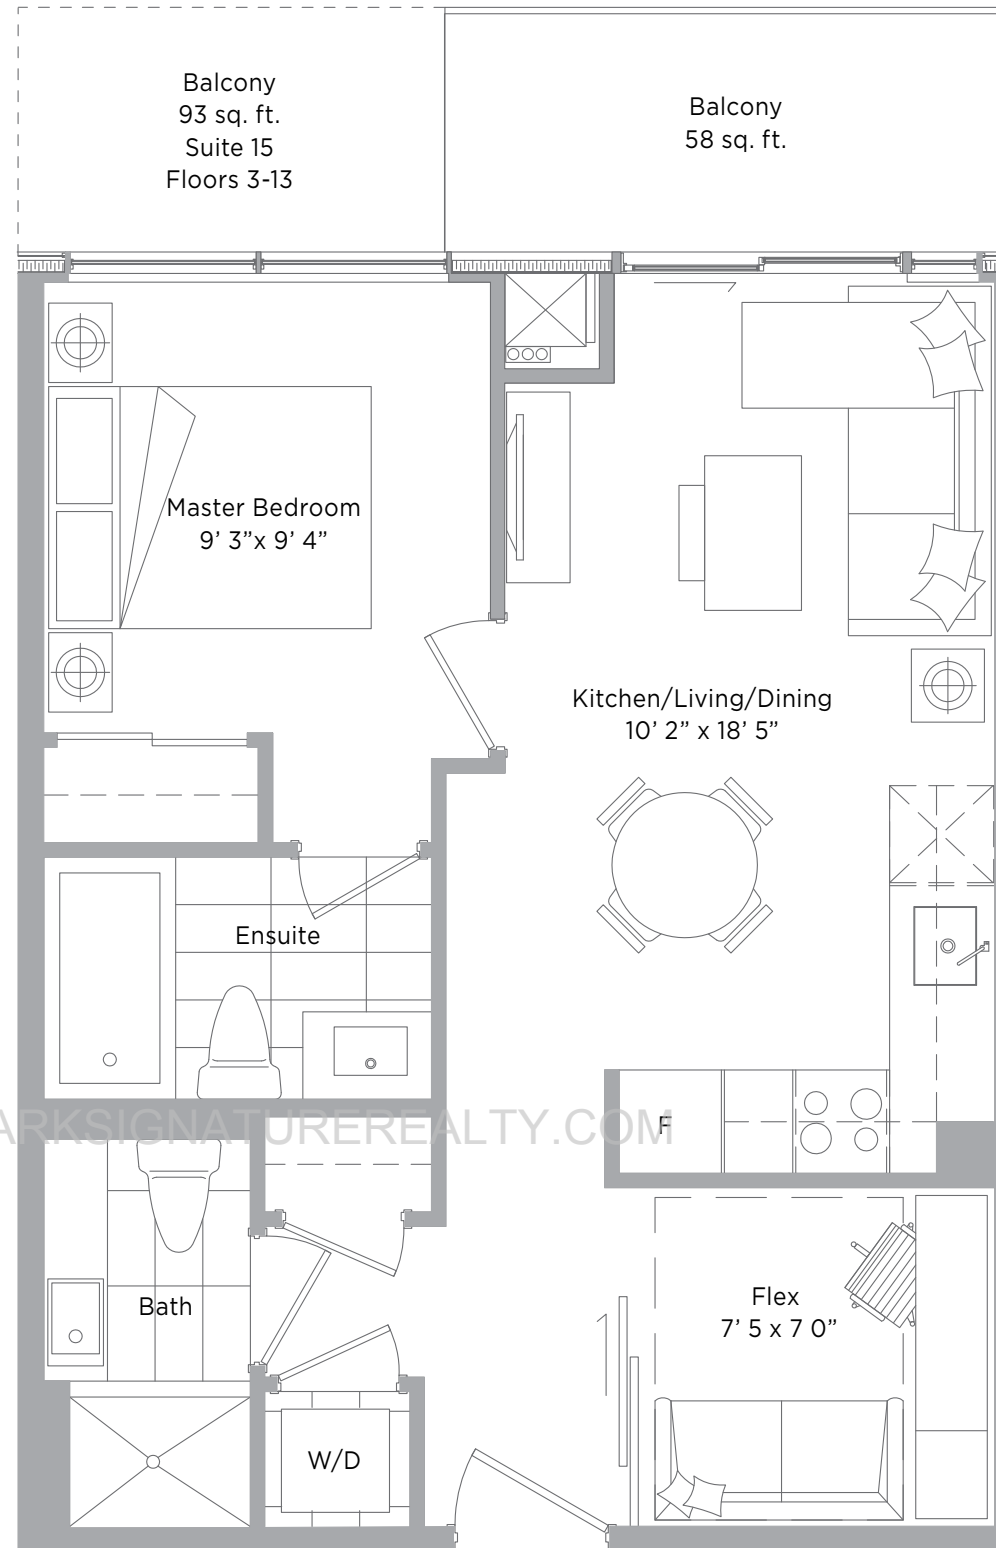 Balcony
93 sq. ft.
Suite 15
Floors 3-13
Balcony
58 sq. ft.
Master Bedroom
9’ 3”x 9’ 4”
Kitchen/Living/Dining
10’ 2” x 18’ 5”
Ensuite
ARKSIGNATUREREALTY.COM
F
Bath
Flex
7’ 5 x 7 0”
W/D